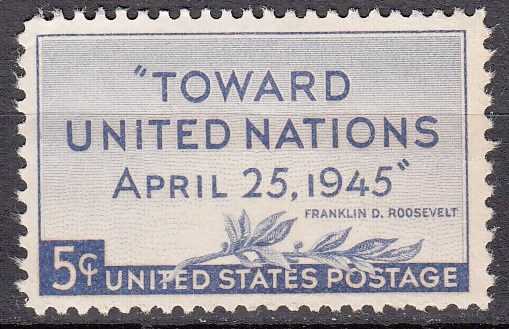 "TOWARD
UNITED NATIONS
APRIL 25, 1945"
FRANKLIN D. ROOSEVELT
5¢ UNITED STATES POSTAGE